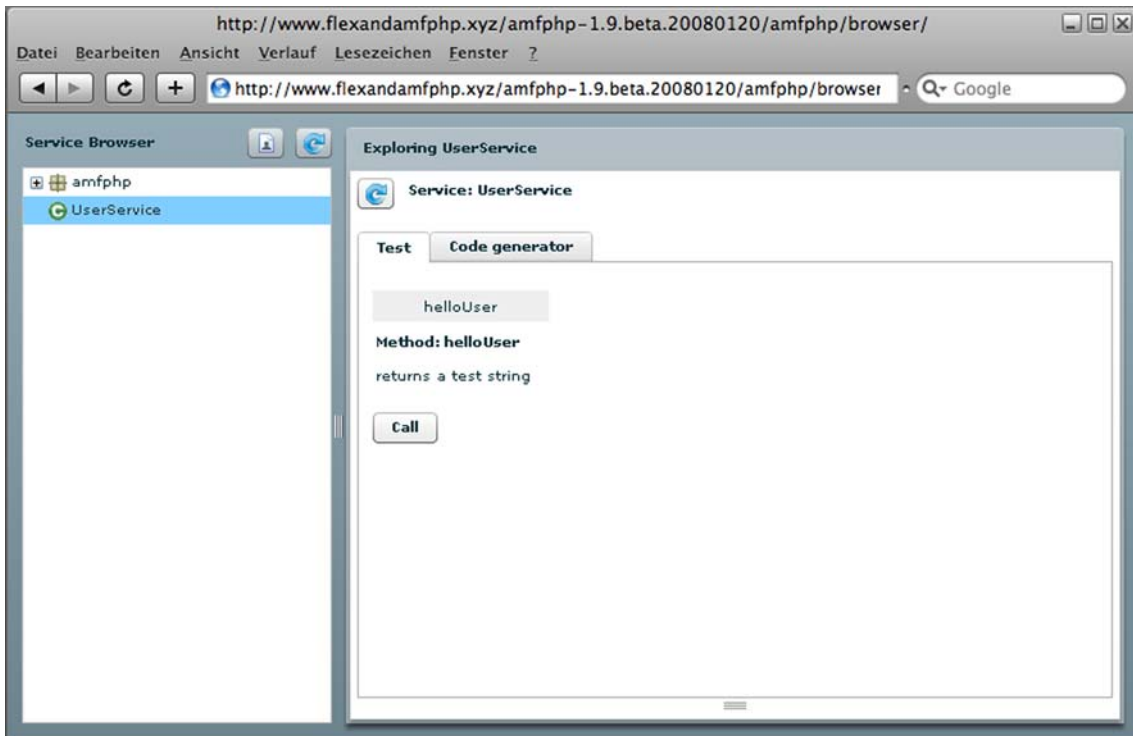 http://www.flexandamfphp.xyz/amfphp-1.9.beta.20080120/amfphp/browser/
Datei Bearbeiten Ansicht Verlauf Lesezeichen Fenster ?
http://www.flexandamfphp.xyz/amfphp-1.9.beta.20080120/amfphp/browser
Google
Service Browser
amfphp
UserService
Exploring UserService
Service: UserService
Test
Code generator
helloUser
Method: helloUser
returns a test string
Call